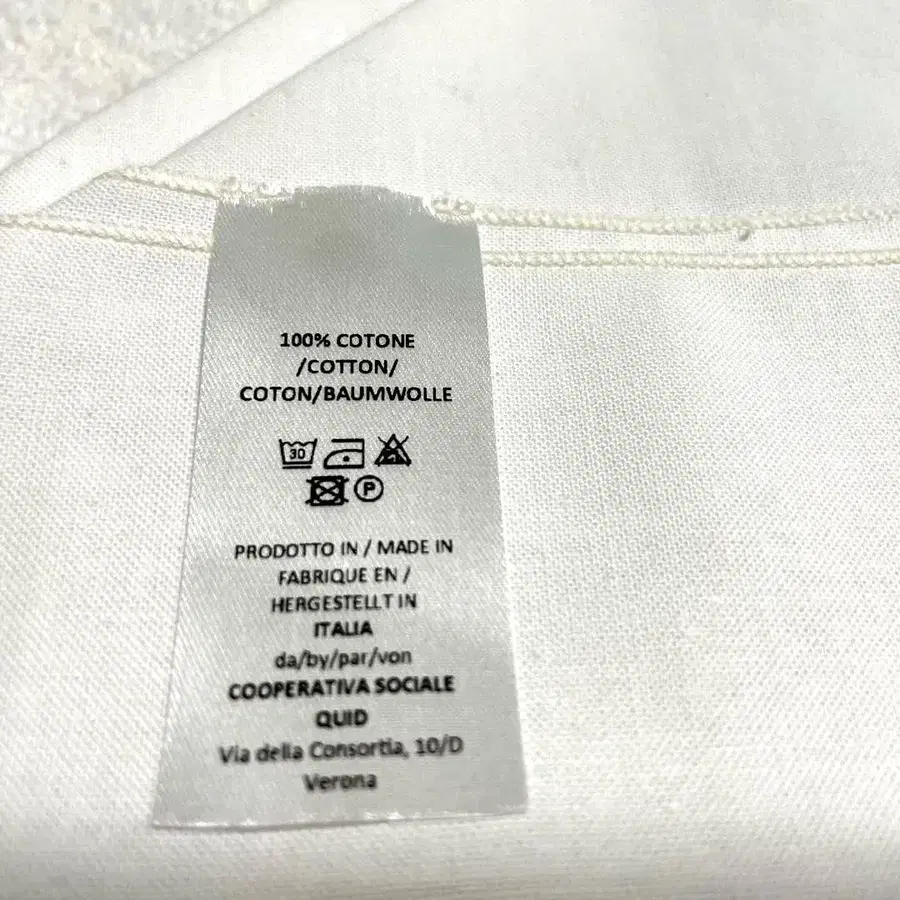 100% COTONE
/COTTON/
COTON/BAUMWOLLE
30
P
PRODOTTO IN / MADE IN
FABRIQUE EN /
HERGESTELLT IN
ITALIA
da/by/par/von
COOPERATIVA SOCIALE
QUID
Via della Consortia, 10/D
Verona